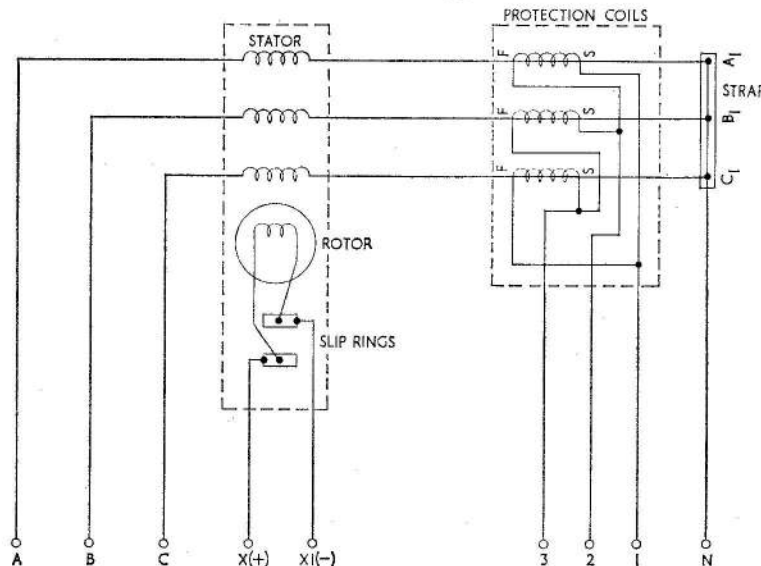 PROTECTION COILS
STATOR
F S A1
STRAP
F S B1
F S C1
ROTOR
SLIP RINGS
A B C X(+) X1(-) 3 2 1 N